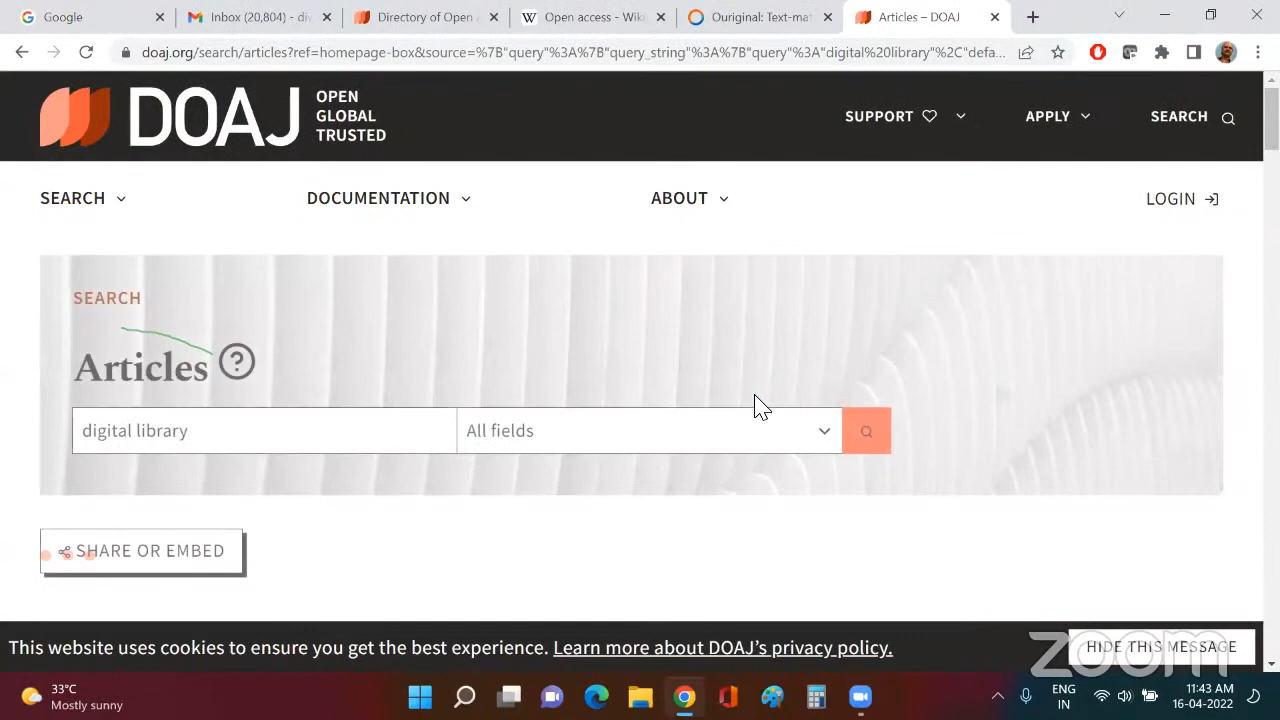 Google
Inbox (20,804) - di
Directory of Open A
W Open access - Wiki
Ouriginal: Text-mat
Articles – DOAJ
doaj.org/search/articles?ref=homepage-box&source=%7B"query"%3A%7B"query_string"%3A%7B"query"%3A"digital%20library"%2C"defa...
DOAJ
OPEN
GLOBAL
TRUSTED
SUPPORT
APPLY
SEARCH
SEARCH
DOCUMENTATION
ABOUT
LOGIN
SEARCH
Articles ?
digital library
All fields
SHARE OR EMBED
This website uses cookies to ensure you get the best experience. Learn more about DOAJ's privacy policy.
HIDE THIS MESSAGE
zoom
33°C
Mostly sunny
ENG
IN
11:43 AM
16-04-2022